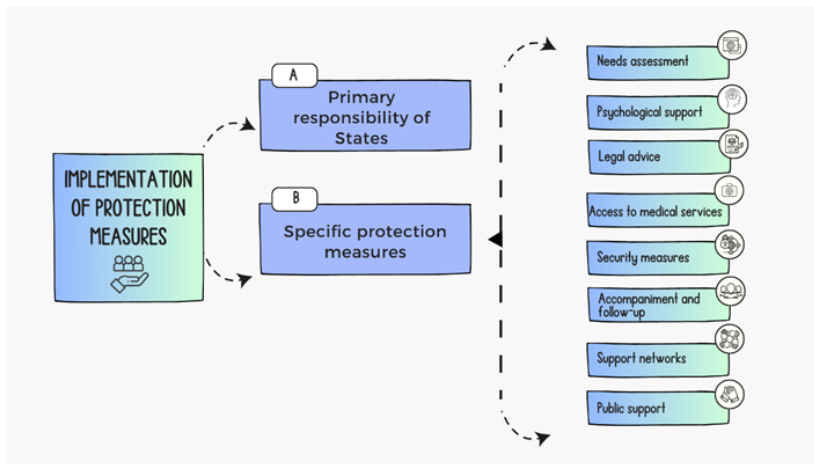 IMPLEMENTATION
OF PROTECTION
MEASURES
A
Primary
responsibility of
States
B
Specific protection
measures
Needs assessment
Psychological support
Legal advice
Access to medical services
Security measures
Accompaniment and
follow-up
Support networks
Public support